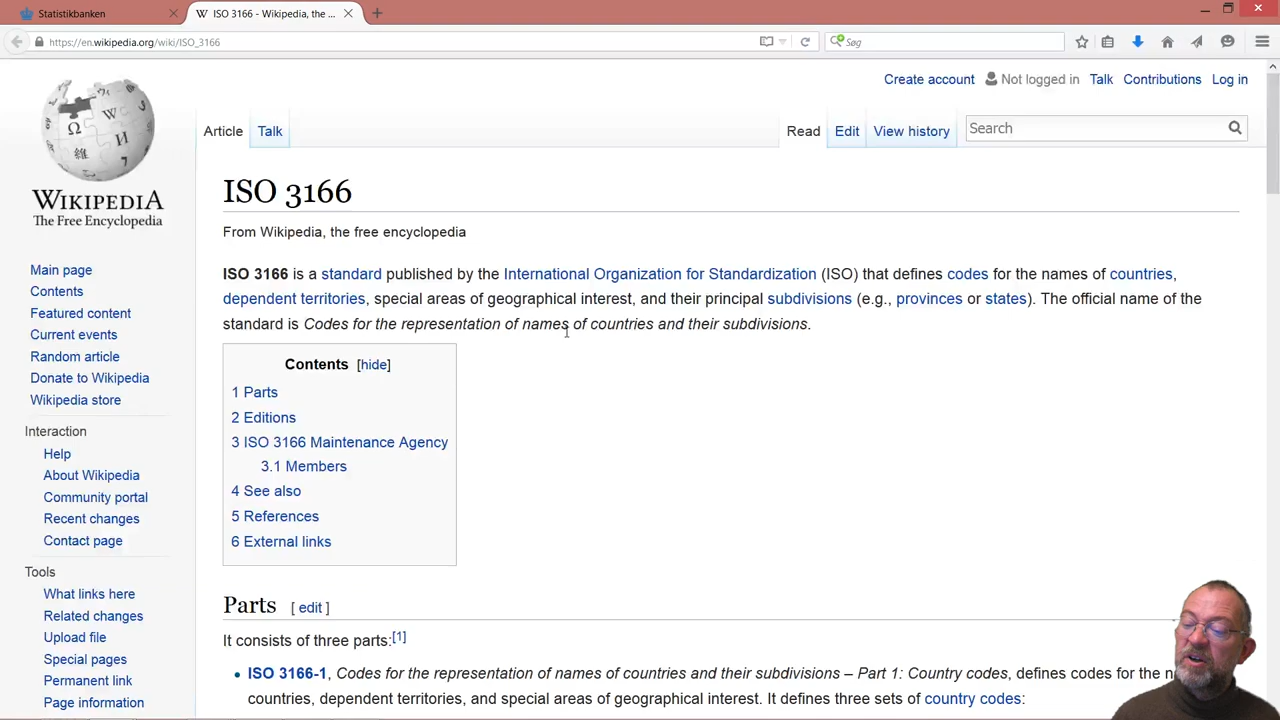 Statistikbanken
W ISO 3166 - Wikipedia, the ...
https://en.wikipedia.org/wiki/ISO_3166
Søg
Create account Not logged in Talk Contributions Log in
WIKIPEDIA
The Free Encyclopedia
Article Talk
Read Edit View history
Search
ISO 3166
From Wikipedia, the free encyclopedia
ISO 3166 is a standard published by the International Organization for Standardization (ISO) that defines codes for the names of countries,
dependent territories, special areas of geographical interest, and their principal subdivisions (e.g., provinces or states). The official name of the
standard is Codes for the representation of names of countries and their subdivisions.
Contents [hide]
1 Parts
2 Editions
3 ISO 3166 Maintenance Agency
3.1 Members
4 See also
5 References
6 External links
Main page
Contents
Featured content
Current events
Random article
Donate to Wikipedia
Wikipedia store
Interaction
Help
About Wikipedia
Community portal
Recent changes
Contact page
Tools
What links here
Related changes
Upload file
Special pages
Permanent link
Page information
Parts [ edit ]
It consists of three parts:[1]
• ISO 3166-1, Codes for the representation of names of countries and their subdivisions – Part 1: Country codes, defines codes for the
countries, dependent territories, and special areas of geographical interest. It defines three sets of country codes: